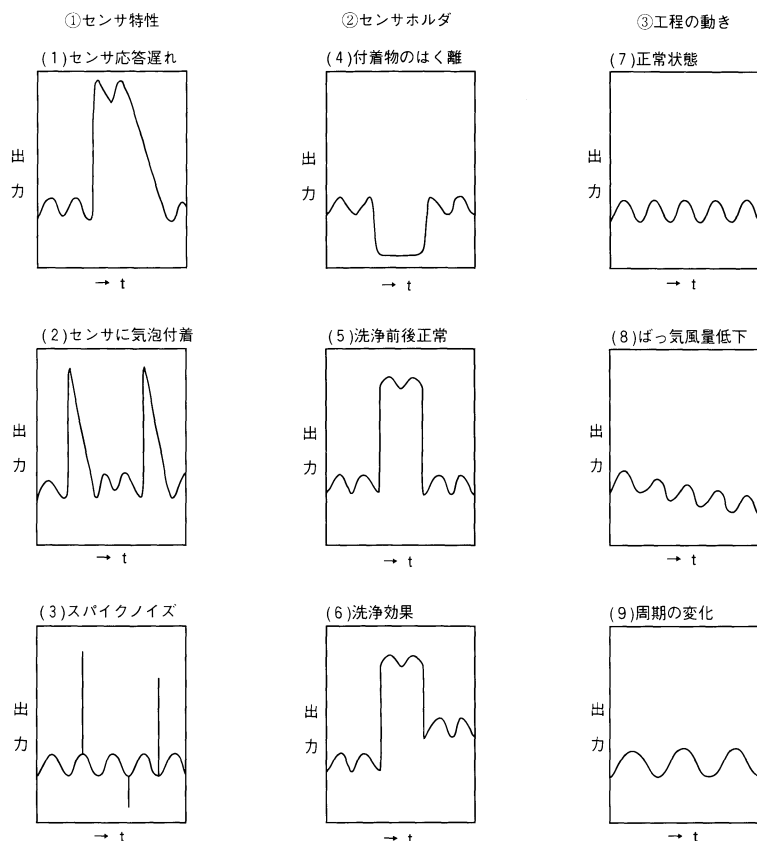 ①センサ特性
②センサホルダ
③工程の動き
(1)センサ応答遅れ
(4)付着物のはく離
(7)正常状態
出力
出力
出力
→ t
→ t
→ t
(2)センサに気泡付着
(5)洗浄前後正常
(8)ばっ気風量低下
出力
出力
出力
→ t
→ t
→ t
(3)スパイクノイズ
(6)洗浄効果
(9)周期の変化
出力
出力
出力
→ t
→ t
→ t